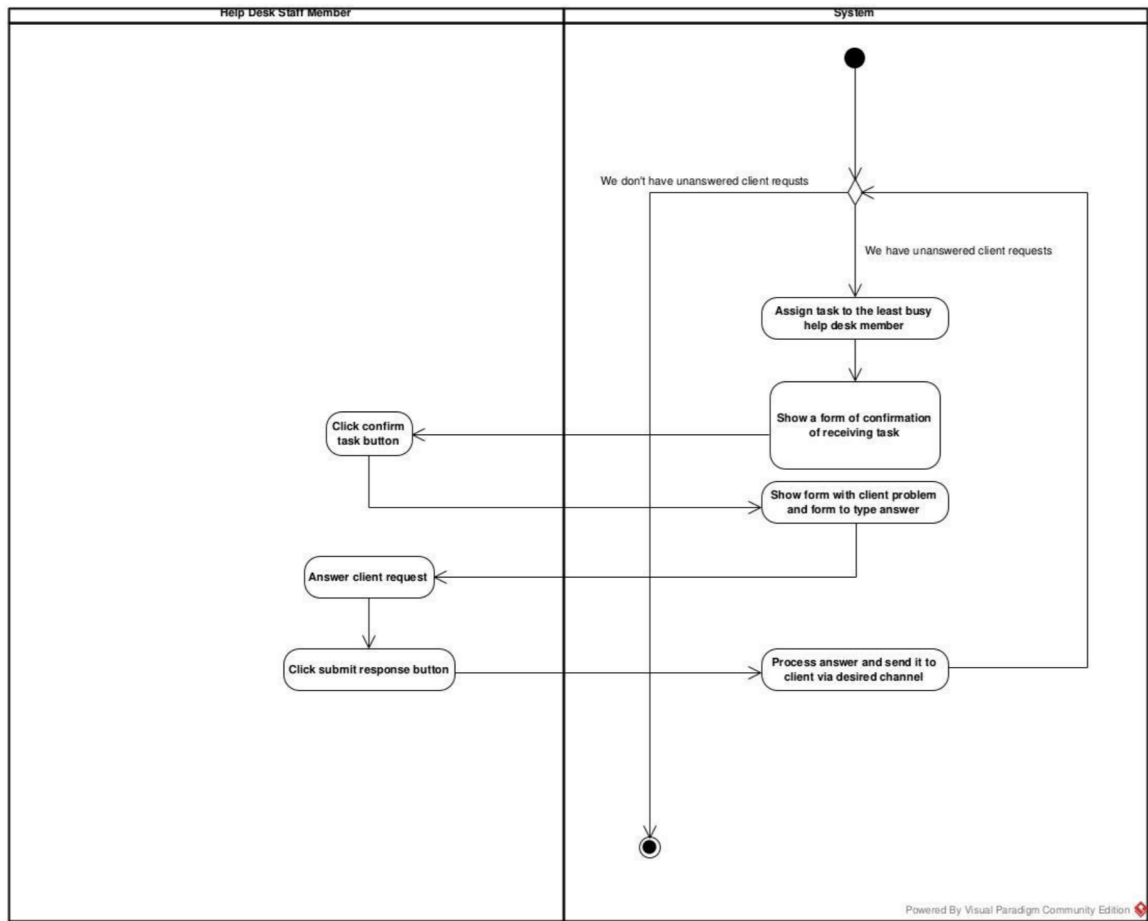 Help Desk Staff Member
System
We don't have unanswered client requsts
We have unanswered client requests
Assign task to the least busy
help desk member
Show a form of confirmation
of receiving task
Click confirm
task button
Show form with client problem
and form to type answer
Answer client request
Click submit response button
Process answer and send it to
client via desired channel
Powered By Visual Paradigm Community Edition